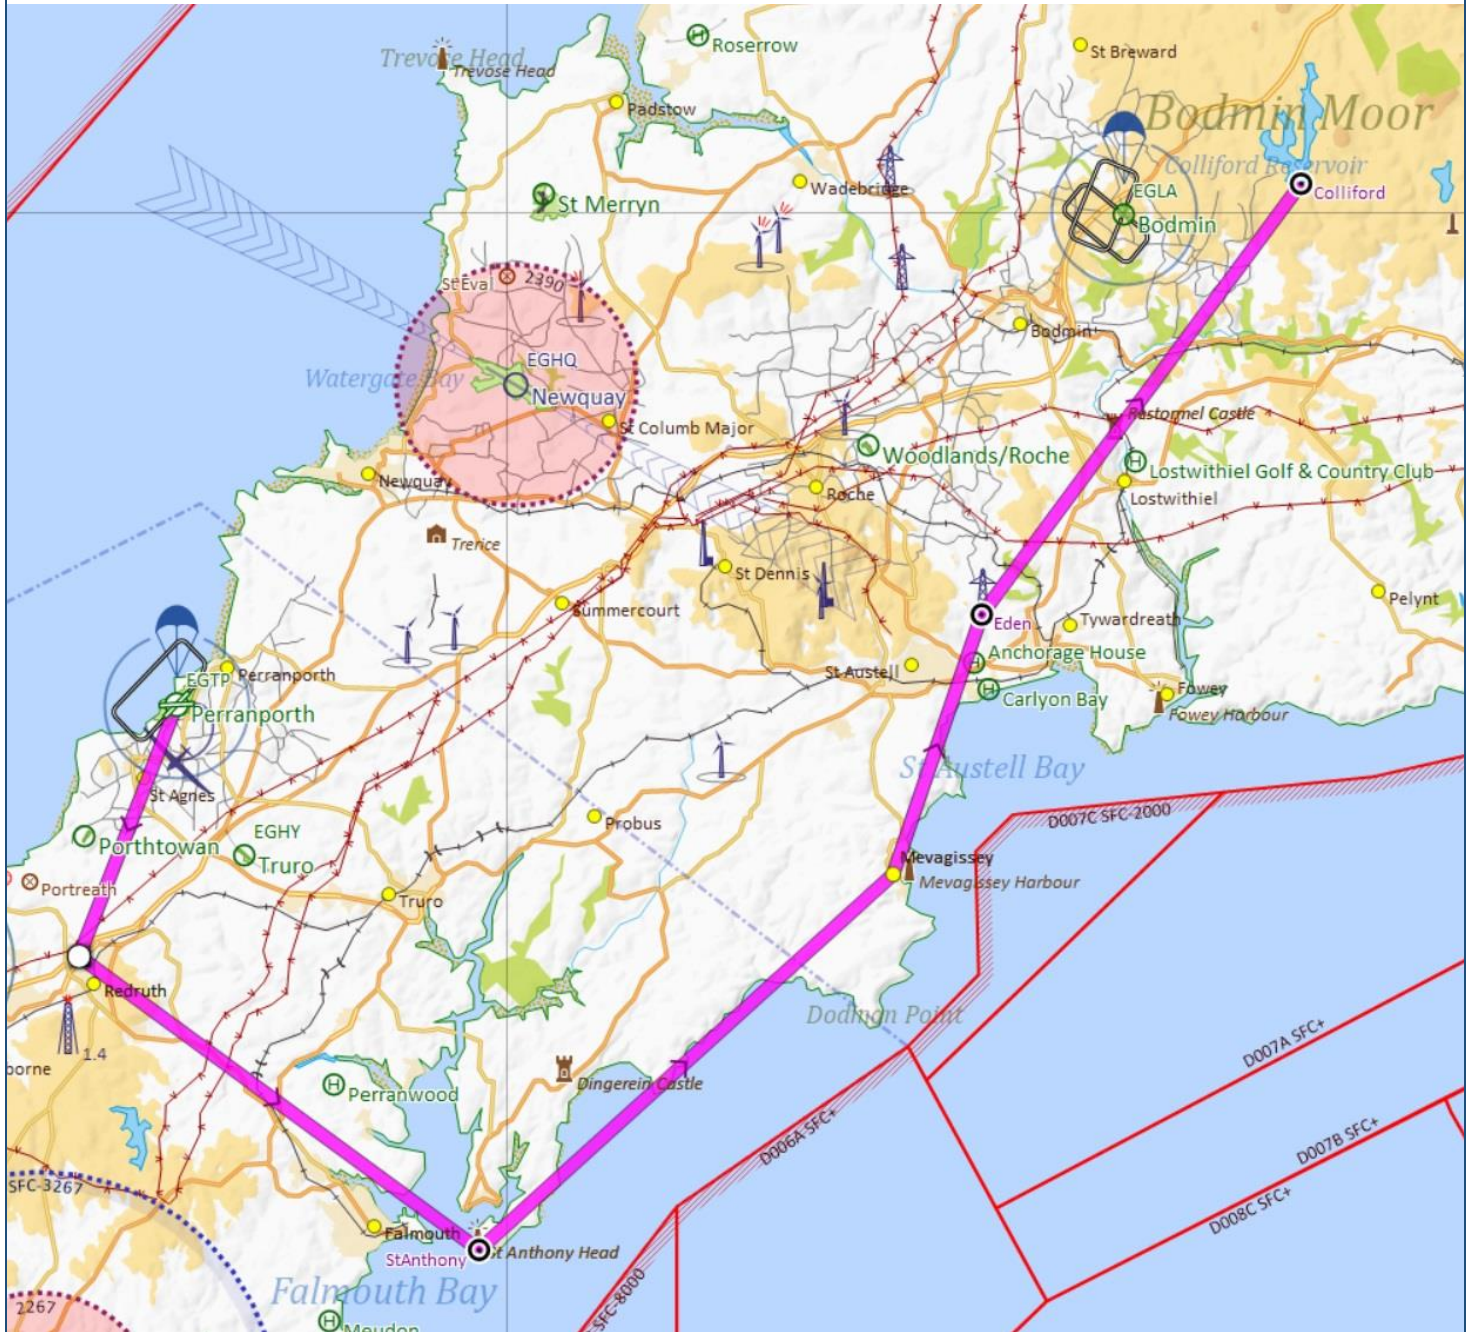 Roserrow
St Breward
Trevose Head
Trevose Head
Padstow
Bodmin Moor
Colliford Reservoir
Wadebridge
EGLA
Colliford
St Merryn
Bodmin
St Eval
2390
Bodmin
EGHQ
Watergate Bay
Newquay
Restormel Castle
St Columb Major
Woodlands/Roche
Lostwithiel Golf & Country Club
Newquay
Roche
Lostwithiel
Trerice
St Dennis
Pelynt
Summercourt
Eden
Tywardreath
Anchorage House
Perranporth
St Austell
EGTP
Carlyon Bay
Fowey
Perranporth
Fowey Harbour
St Austell Bay
St Agnes
D007C SFC-2000
Probus
EGHY
Porthtowan
Truro
Mevagissey
Mevagissey Harbour
Portreath
Truro
Redruth
Dodman Point
1.4
D007A SFC+
borne
Dingerein Castle
Perranwood
D006A SFC+
D007B SFC+
SFC-3267
D008C SFC+
Falmouth
StAnthony
St Anthony Head
Falmouth Bay
SFC-8000
2267
Meudon